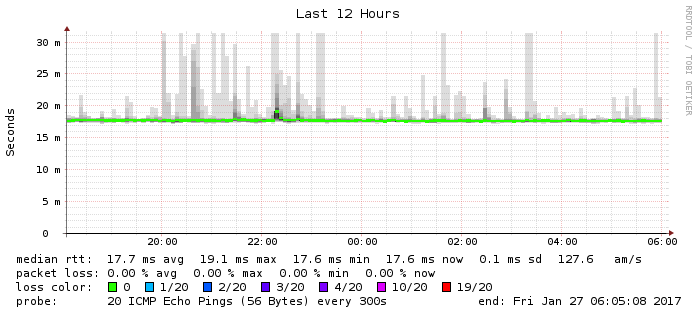 Last 12 Hours
RRDTOOL / TOBI OETIKER
Seconds
30 m
25 m
20 m
15 m
10 m
5 m
0
20:00 22:00 00:00 02:00 04:00 06:00
median rtt: 17.7 ms avg 19.1 ms max 17.6 ms min 17.6 ms now 0.1 ms sd 127.6 am/s
packet loss: 0.00 % avg 0.00 % max 0.00 % min 0.00 % now
loss color: 0 1/20 2/20 3/20 4/20 10/20 19/20
probe: 20 ICMP Echo Pings (56 Bytes) every 300s end: Fri Jan 27 06:05:08 2017